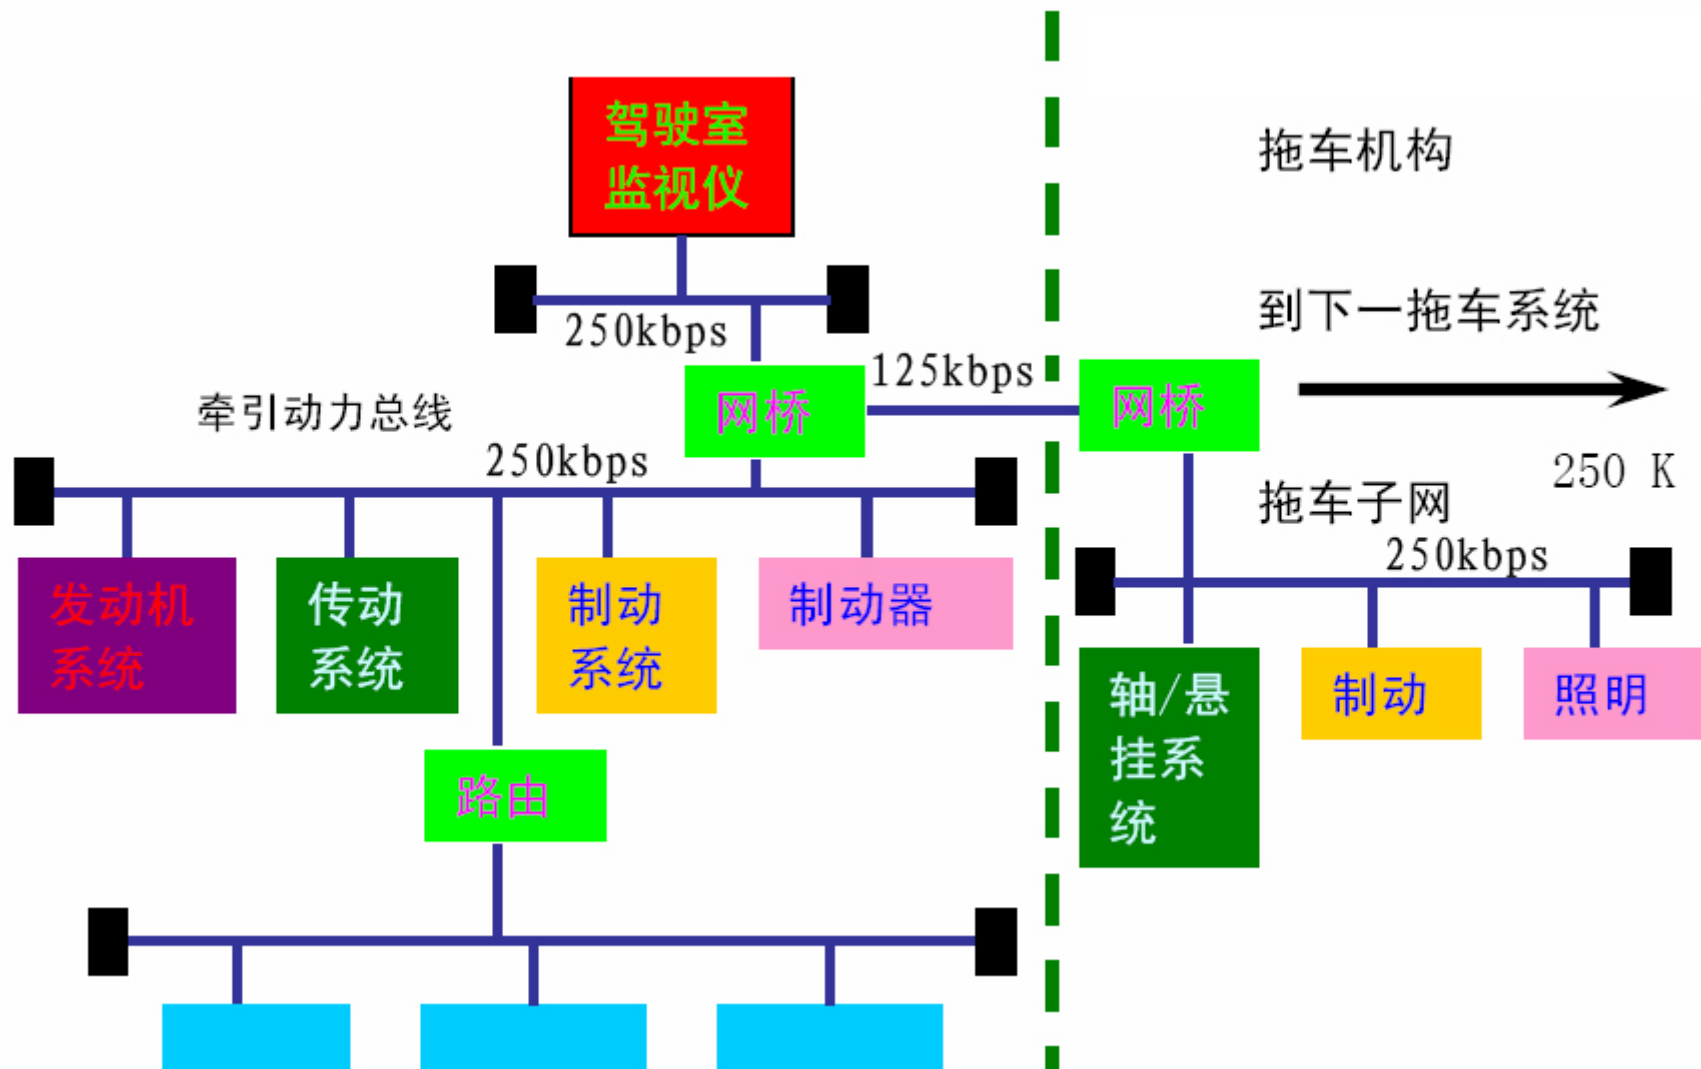 驾驶室
监视仪
拖车机构
到下一拖车系统
250kbps
125kbps
网桥
网桥
牵引动力总线
250kbps
250 K
拖车子网
250kbps
发动机
系统
传动
系统
制动
系统
制动器
轴/悬
挂系
统
制动
照明
路由